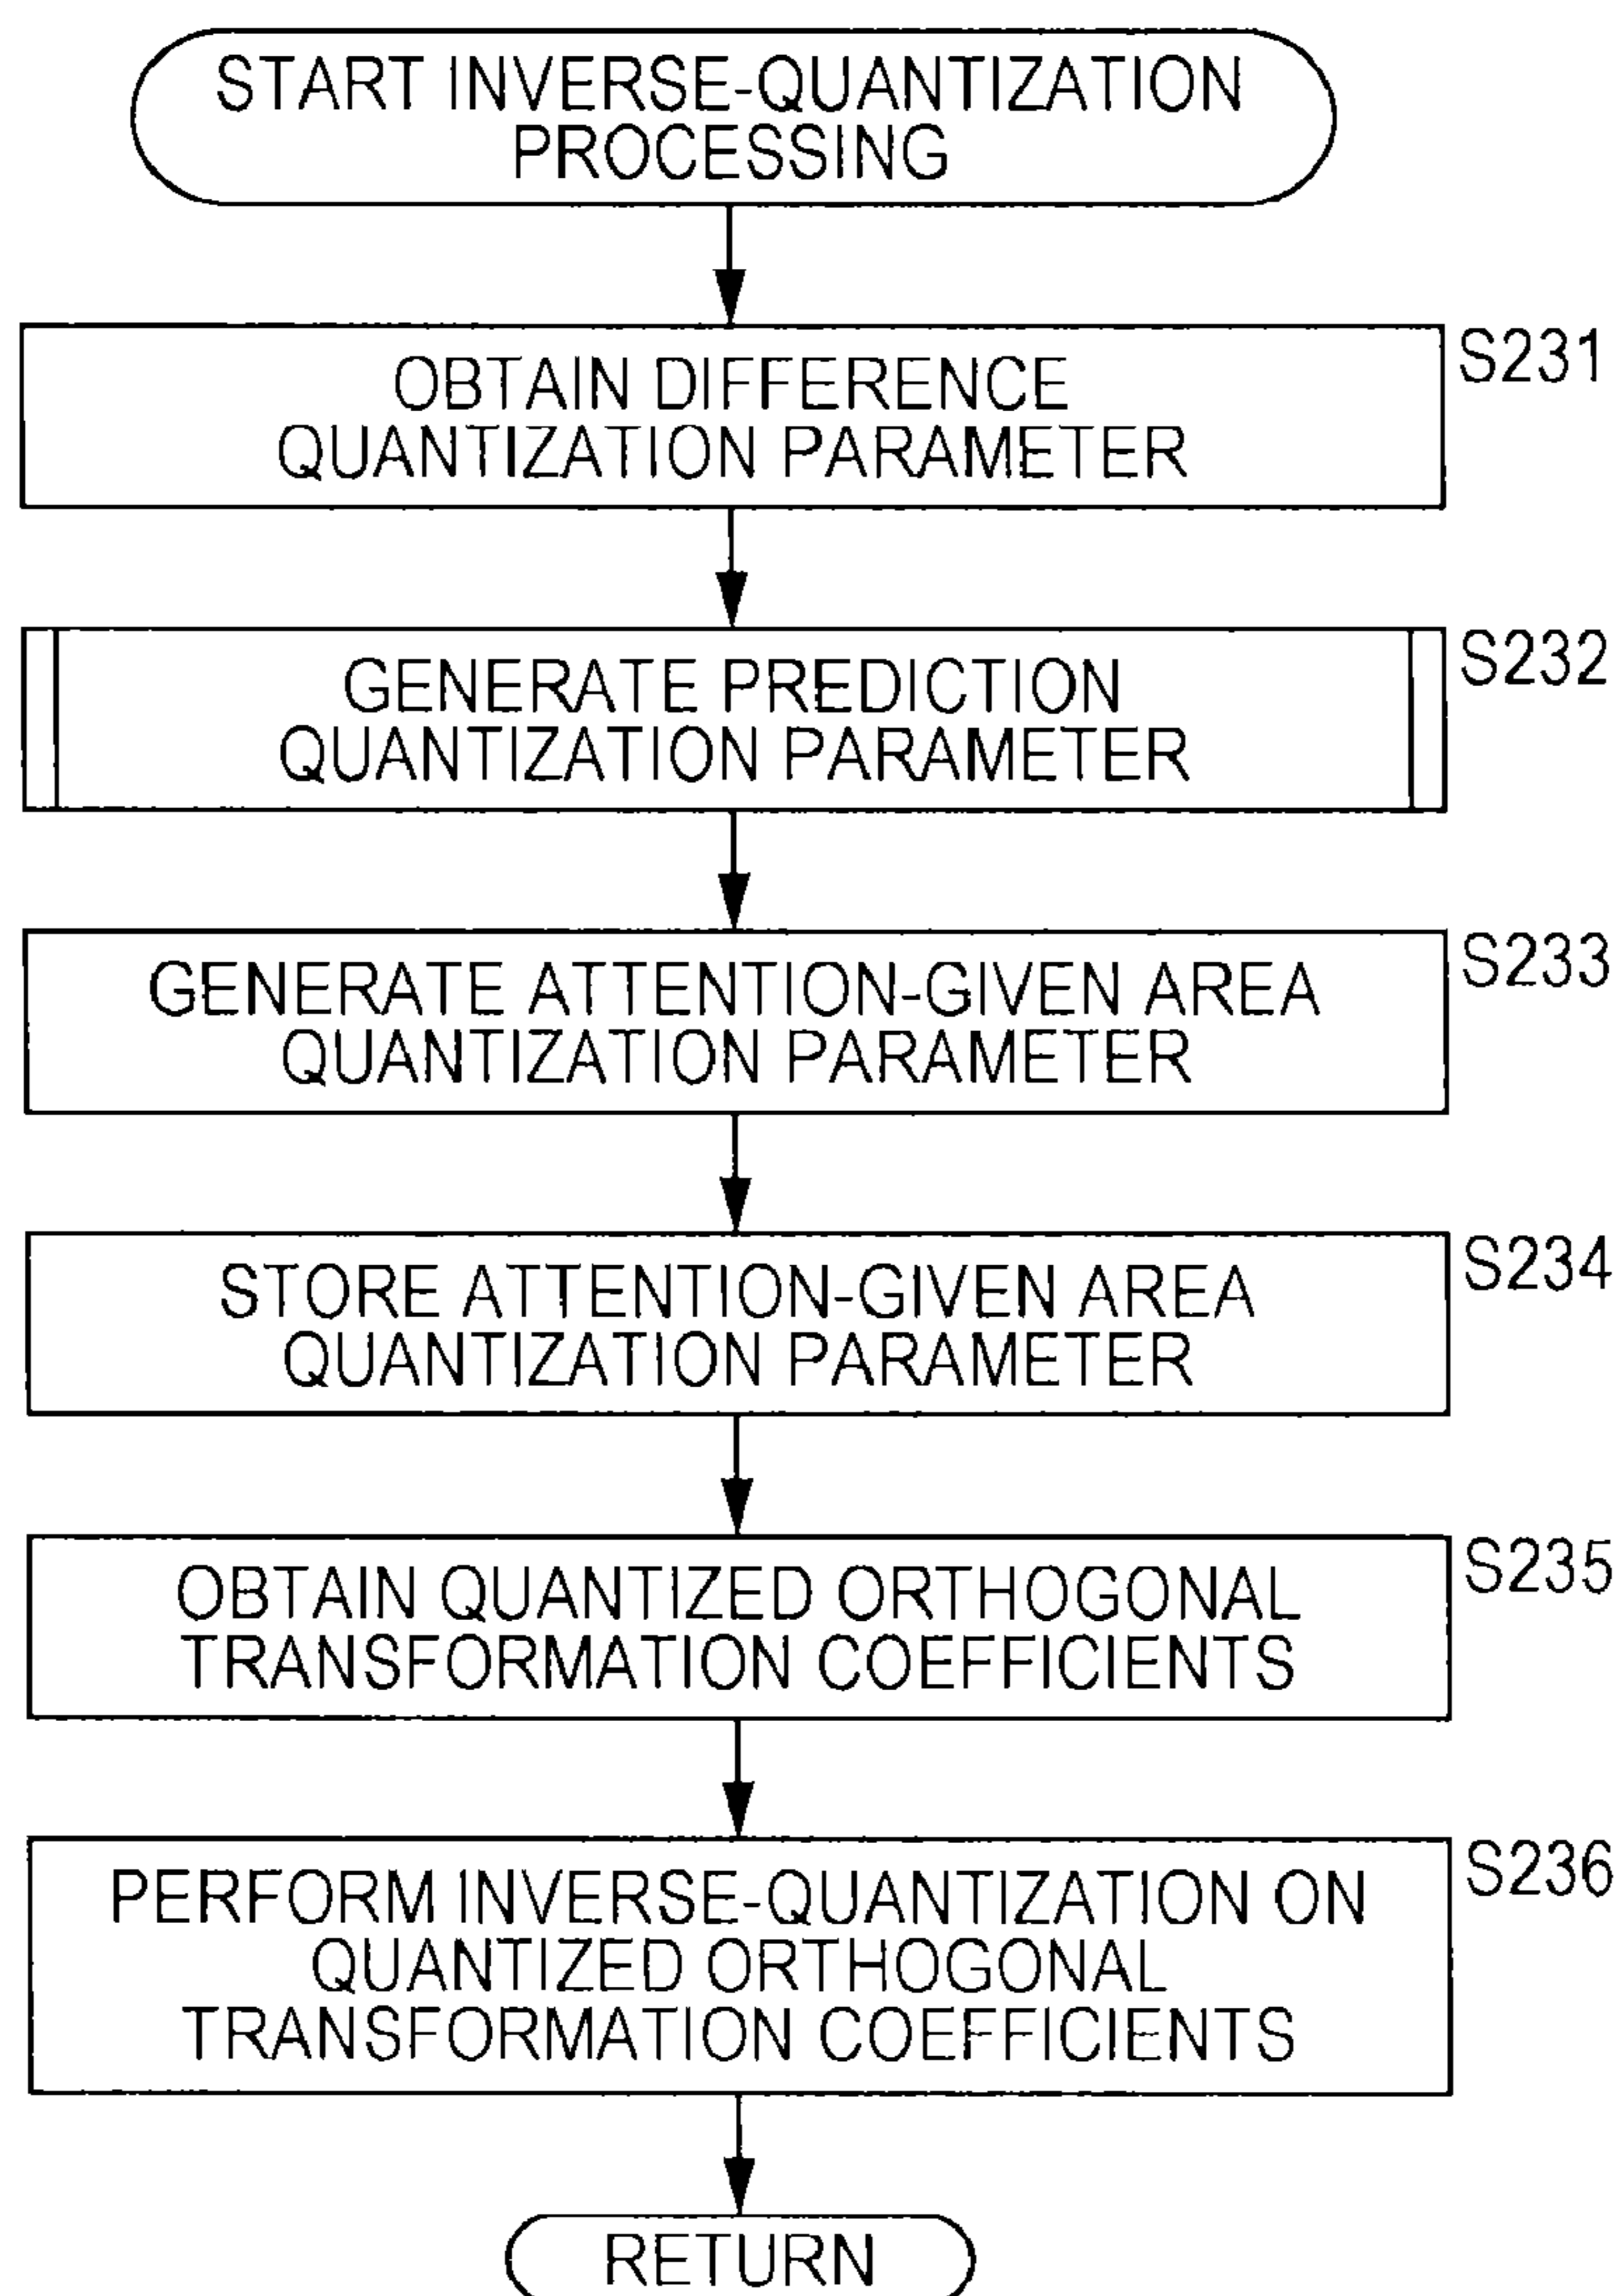 START INVERSE-QUANTIZATION
PROCESSING
OBTAIN DIFFERENCE
QUANTIZATION PARAMETER
S231
GENERATE PREDICTION
QUANTIZATION PARAMETER
S232
GENERATE ATTENTION-GIVEN AREA
QUANTIZATION PARAMETER
S233
STORE ATTENTION-GIVEN AREA
QUANTIZATION PARAMETER
S234
OBTAIN QUANTIZED ORTHOGONAL
TRANSFORMATION COEFFICIENTS
S235
PERFORM INVERSE-QUANTIZATION ON
QUANTIZED ORTHOGONAL
TRANSFORMATION COEFFICIENTS
S236
RETURN